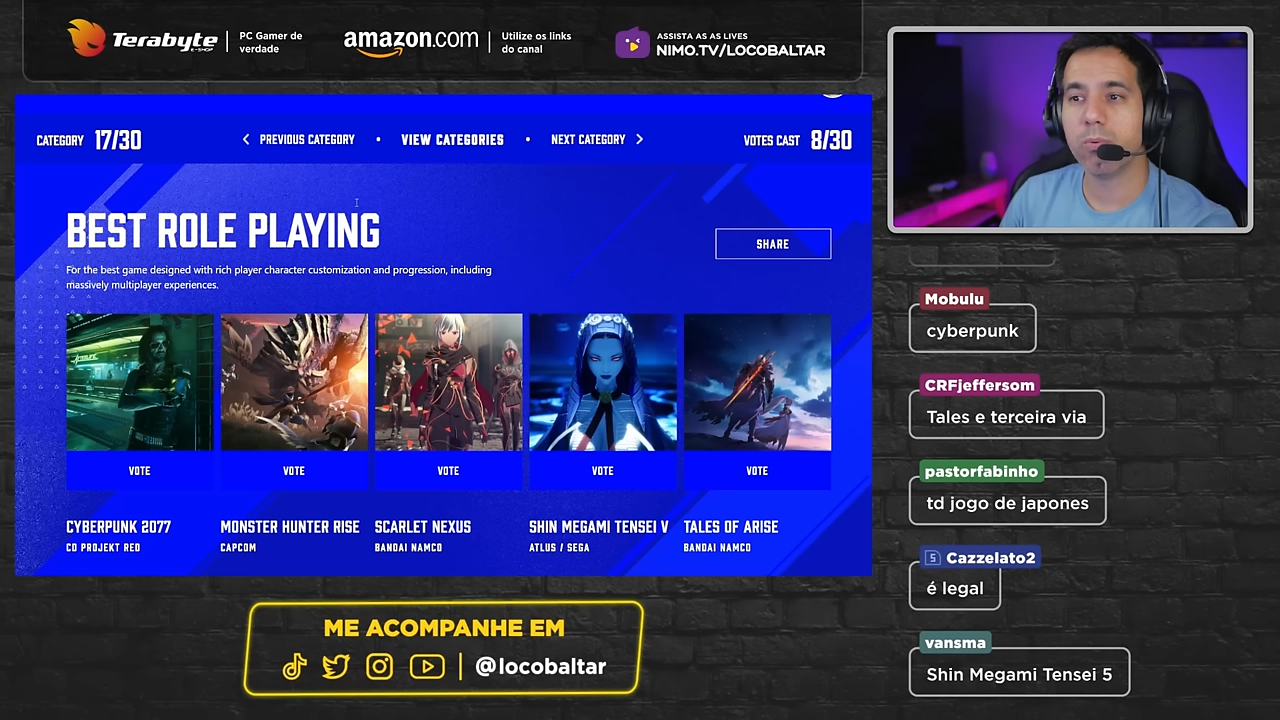 Terabyte
E-SHOP
PC Gamer de
verdade
amazon.com
Utilize os links
do canal
ASSISTA AS AS LIVES
NIMO.TV/LOCOBALTAR
CATEGORY 17/30
PREVIOUS CATEGORY • VIEW CATEGORIES • NEXT CATEGORY
VOTES CAST 8/30
BEST ROLE PLAYING
SHARE
For the best game designed with rich player character customization and progression, including
massively multiplayer experiences.
VOTE VOTE VOTE VOTE VOTE
CYBERPUNK 2077
CD PROJEKT RED
MONSTER HUNTER RISE
CAPCOM
SCARLET NEXUS
BANDAI NAMCO
SHIN MEGAMI TENSEI V
ATLUS / SEGA
TALES OF ARISE
BANDAI NAMCO
ME ACOMPANHE EM
@locobaltar
Mobulu
cyberpunk
CRFjeffersom
Tales e terceira via
pastorfabinho
td jogo de japones
5 Cazzelato2
é legal
vansma
Shin Megami Tensei 5